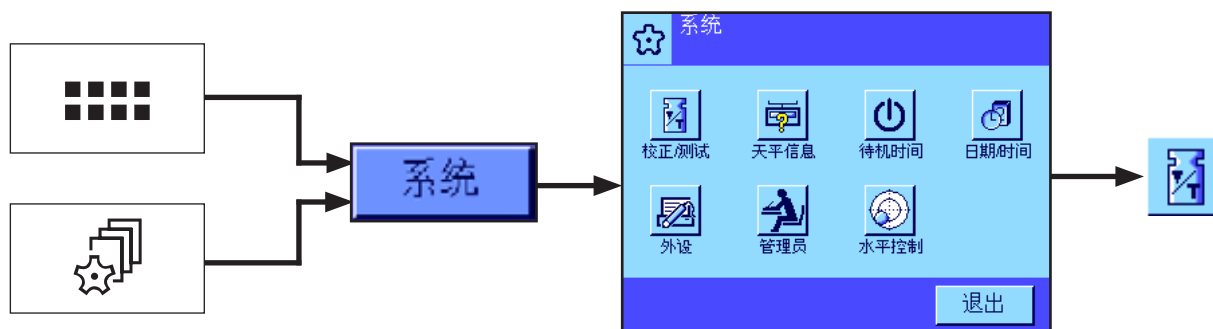 系统
系统
校正/测试
天平信息
待机时间
日期/时间
外设
管理员
水平控制
退出